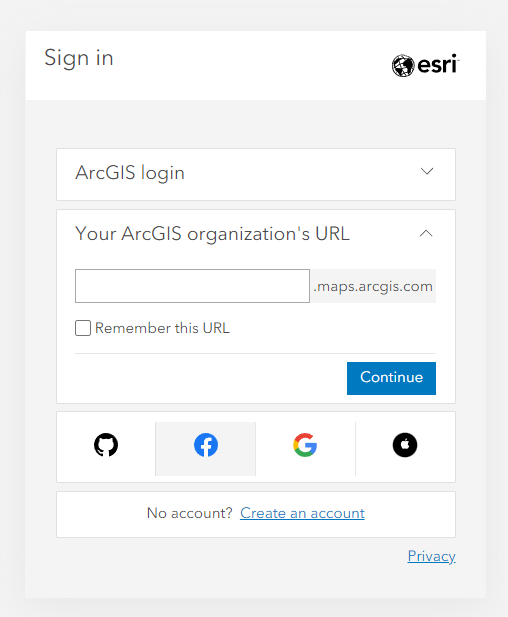 Sign in
esri
ArcGIS login
Your ArcGIS organization's URL
.maps.arcgis.com
Remember this URL
Continue
No account? Create an account
Privacy